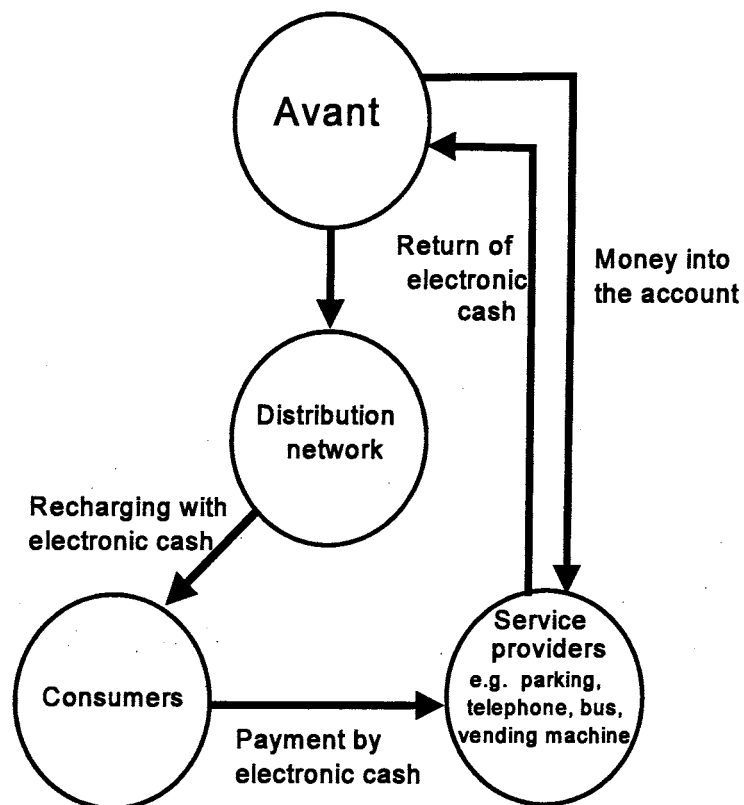 Avant
Return of
electronic
cash
Money into
the account
Distribution
network
Recharging with
electronic cash
Consumers
Payment by
electronic cash
Service
providers
e.g. parking,
telephone, bus,
vending machine